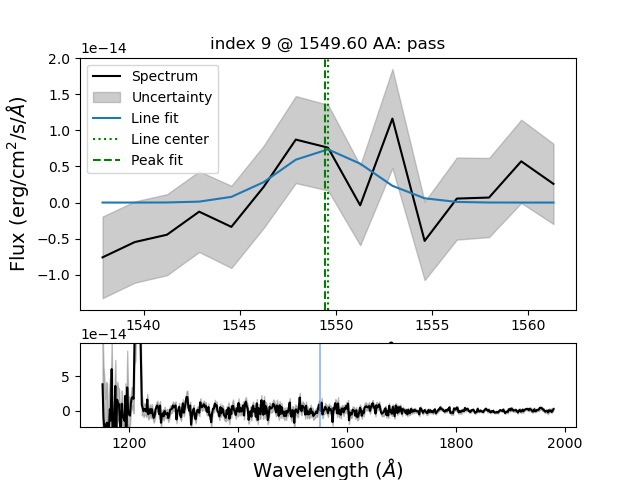 index 9 @ 1549.60 AA: pass
1e−14
2.0
1.5
1.0
0.5
0.0
−0.5
−1.0
Flux (erg/cm²/s/Å)
Spectrum
Uncertainty
Line fit
Line center
Peak fit
1540
1545
1550
1555
1560
1e−14
5
0
1200
1400
1600
1800
2000
Wavelength (Å)